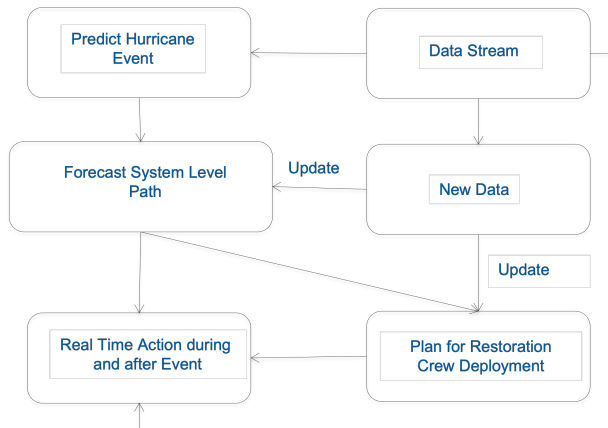 Predict Hurricane
Event
Data Stream
Forecast System Level
Path
Update
New Data
Update
Real Time Action during
and after Event
Plan for Restoration
Crew Deployment